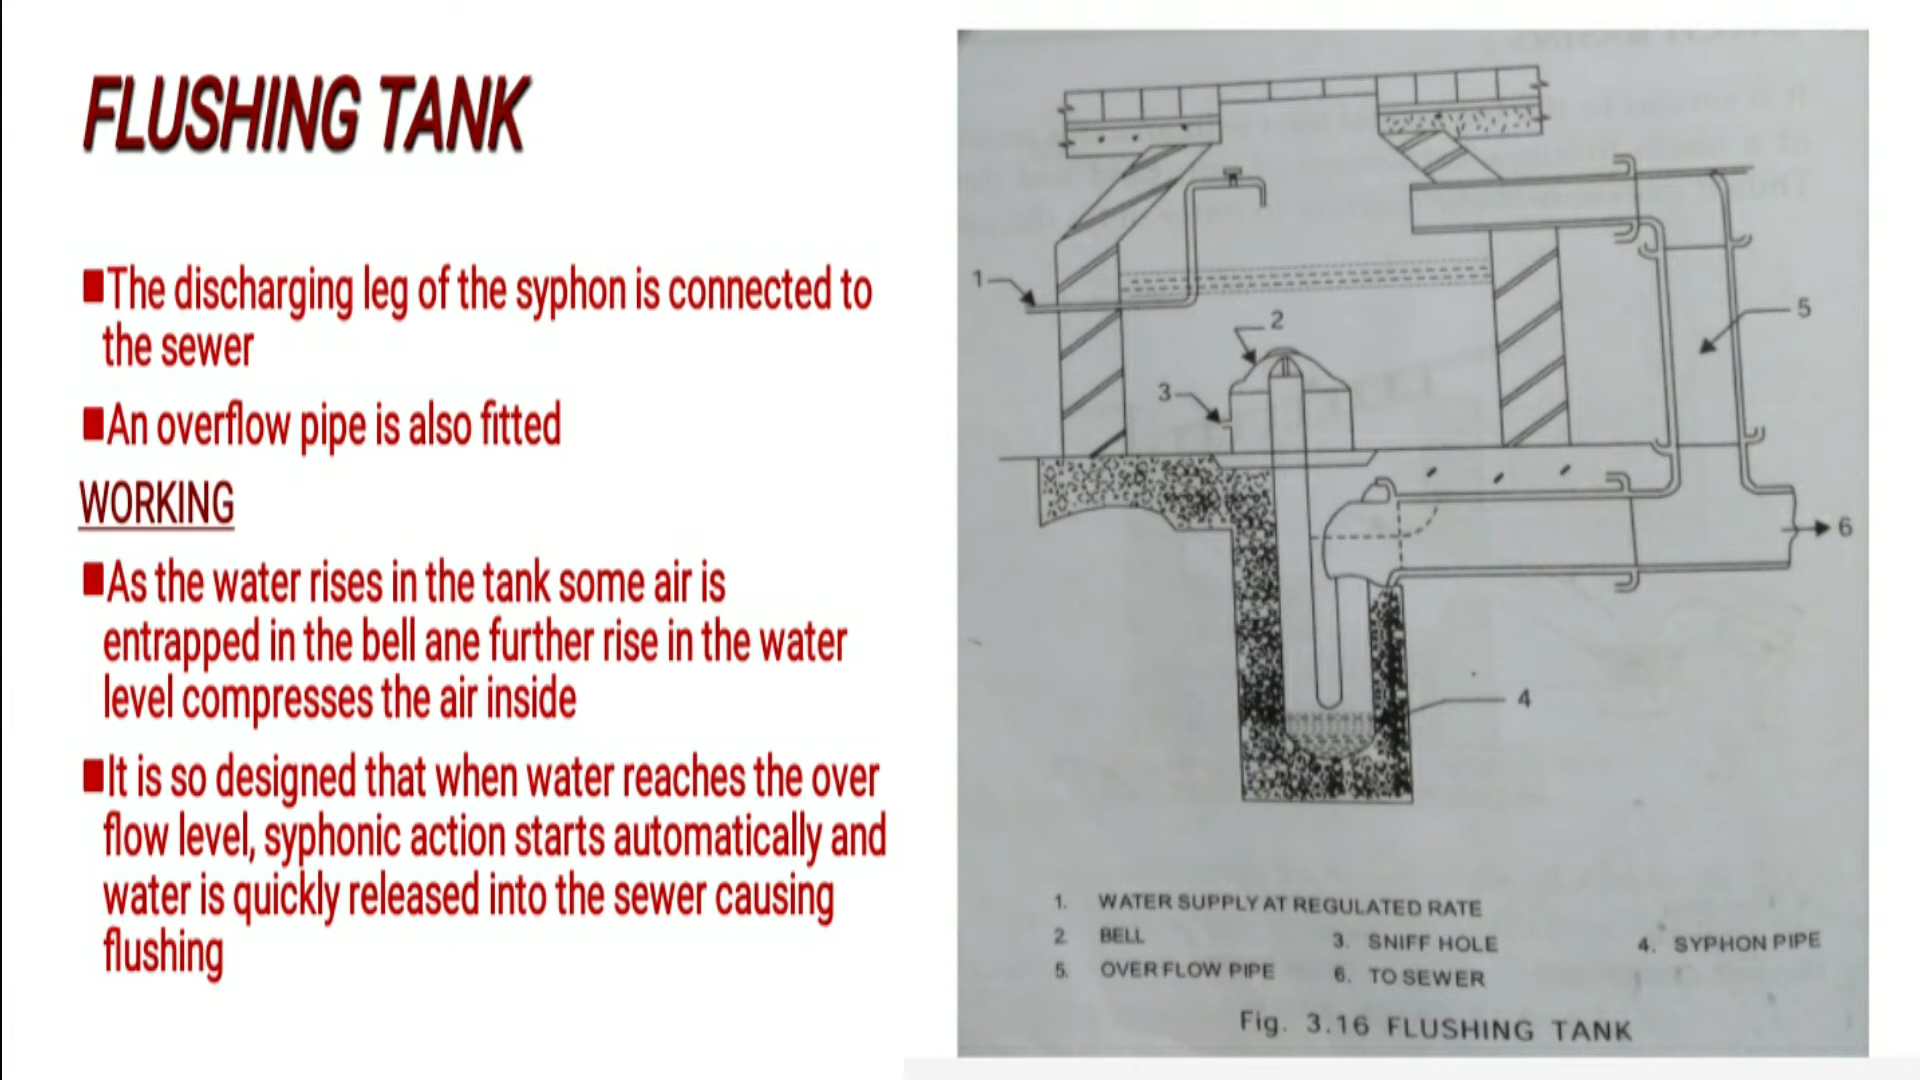 FLUSHING TANK
■The discharging leg of the syphon is connected to
the sewer
■An overflow pipe is also fitted
WORKING
■As the water rises in the tank some air is
entrapped in the bell ane further rise in the water
level compresses the air inside
■It is so designed that when water reaches the over
flow level, syphonic action starts automatically and
water is quickly released into the sewer causing
flushing
1
2
3
5
6
4
1. WATER SUPPLY AT REGULATED RATE
2. BELL 3. SNIFF HOLE 4. SYPHON PIPE
5. OVER FLOW PIPE 6. TO SEWER
Fig. 3.16 FLUSHING TANK